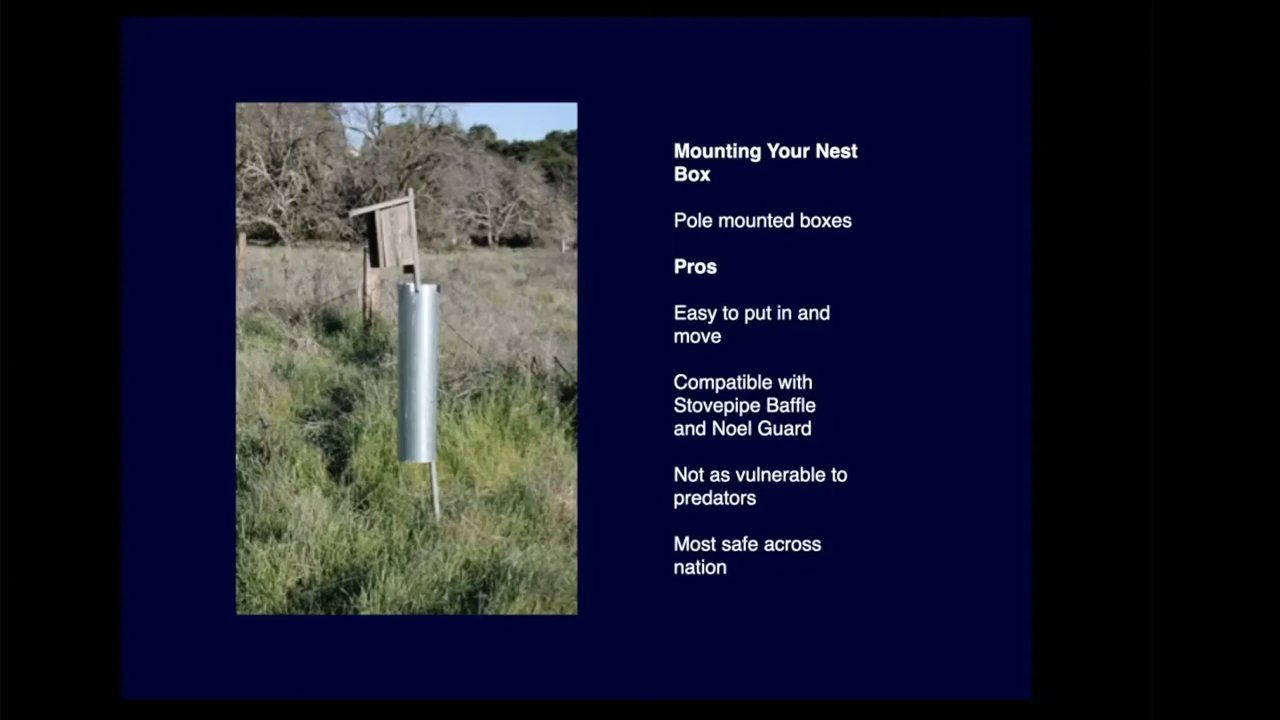 Mounting Your Nest
Box
Pole mounted boxes
Pros
Easy to put in and
move
Compatible with
Stovepipe Baffle
and Noel Guard
Not as vulnerable to
predators
Most safe across
nation